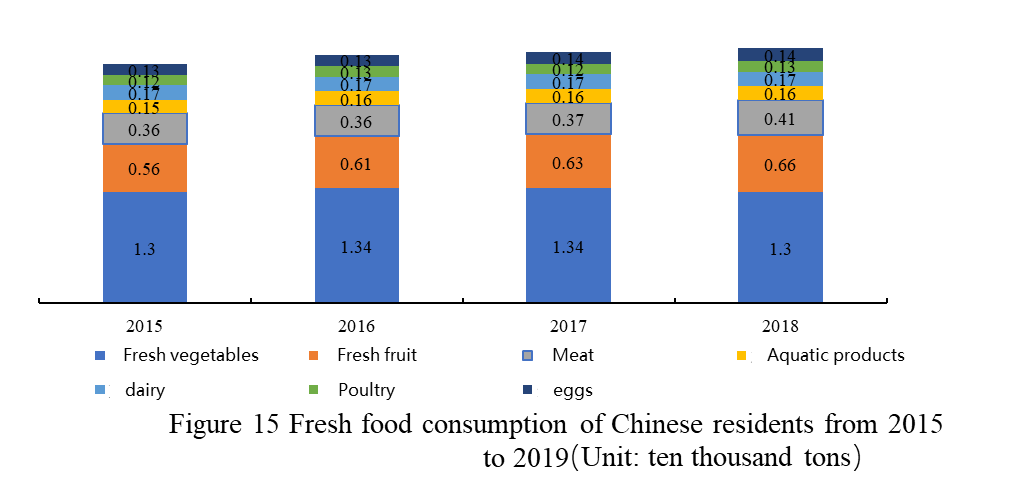 0.13 0.13 0.14 0.14
0.12 0.13 0.12 0.13
0.17 0.17 0.17 0.17
0.15 0.16 0.16 0.16
0.36 0.36 0.37 0.41
0.56 0.61 0.63 0.66
1.3 1.34 1.34 1.3
2015 2016 2017 2018
Fresh vegetables Fresh fruit Meat Aquatic products
dairy Poultry eggs
Figure 15 Fresh food consumption of Chinese residents from 2015
to 2019(Unit: ten thousand tons)